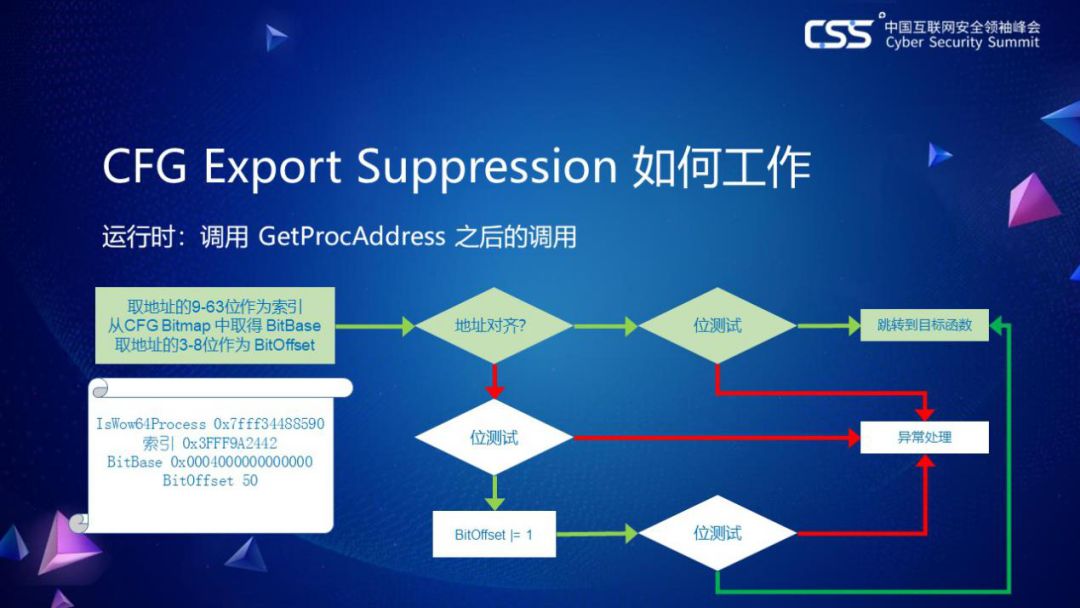 CSS 中国互联网安全领袖峰会
Cyber Security Summit
CFG Export Suppression 如何工作
运行时：调用 GetProcAddress 之后的调用
取地址的9-63位作为索引
从CFG Bitmap 中取得 BitBase
取地址的3-8位作为 BitOffset
地址对齐?
位测试
跳转到目标函数
IsWow64Process 0x7fff34488590
索引 0x3FFF9A2442
BitBase 0x0004000000000000
BitOffset 50
位测试
异常处理
BitOffset |= 1
位测试